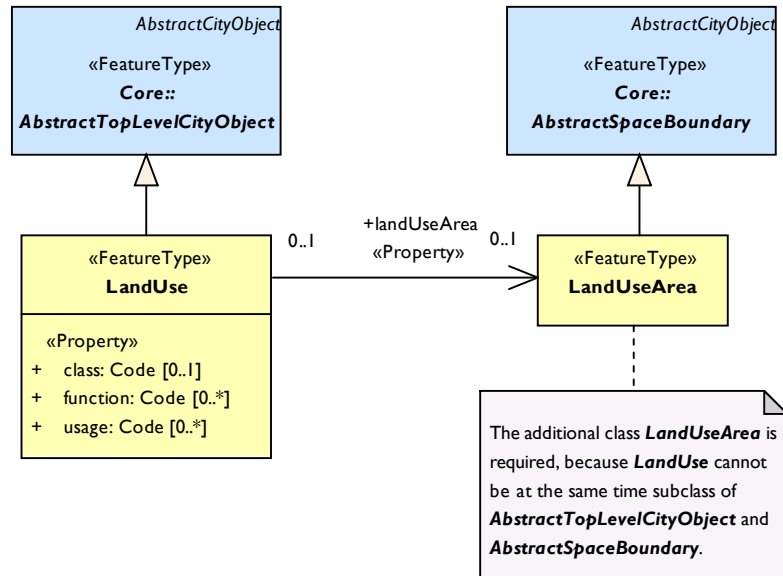 AbstractCityObject
«FeatureType»
Core::
AbstractTopLevelCityObject
AbstractCityObject
«FeatureType»
Core::
AbstractSpaceBoundary
«FeatureType»
LandUse
«Property»
+ class: Code [0..1]
+ function: Code [0..*]
+ usage: Code [0..*]
0..1
+landUseArea
«Property»
0..1
«FeatureType»
LandUseArea
The additional class LandUseArea is
required, because LandUse cannot
be at the same time subclass of
AbstractTopLevelCityObject and
AbstractSpaceBoundary.